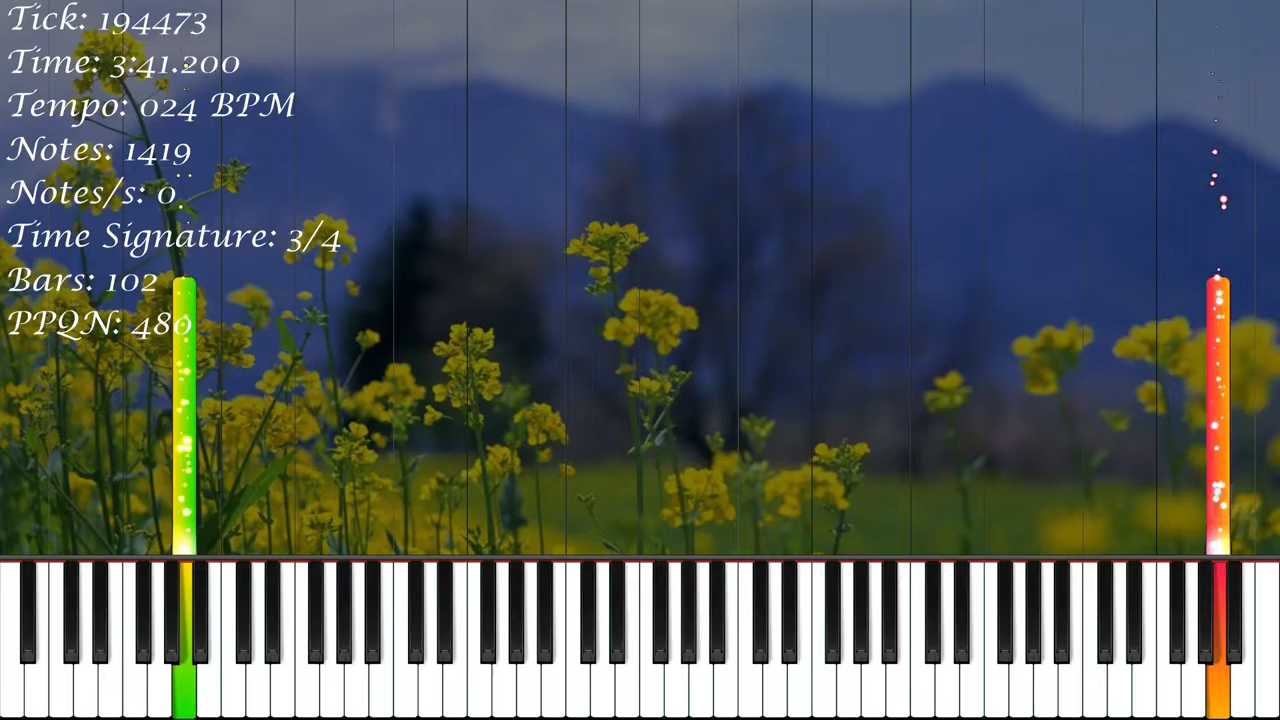 Tick: 194473
Time: 3:41.200
Tempo: 024 BPM
Notes: 1419
Notes/s: 0
Time Signature: 3/4
Bars: 102
PPQN: 480